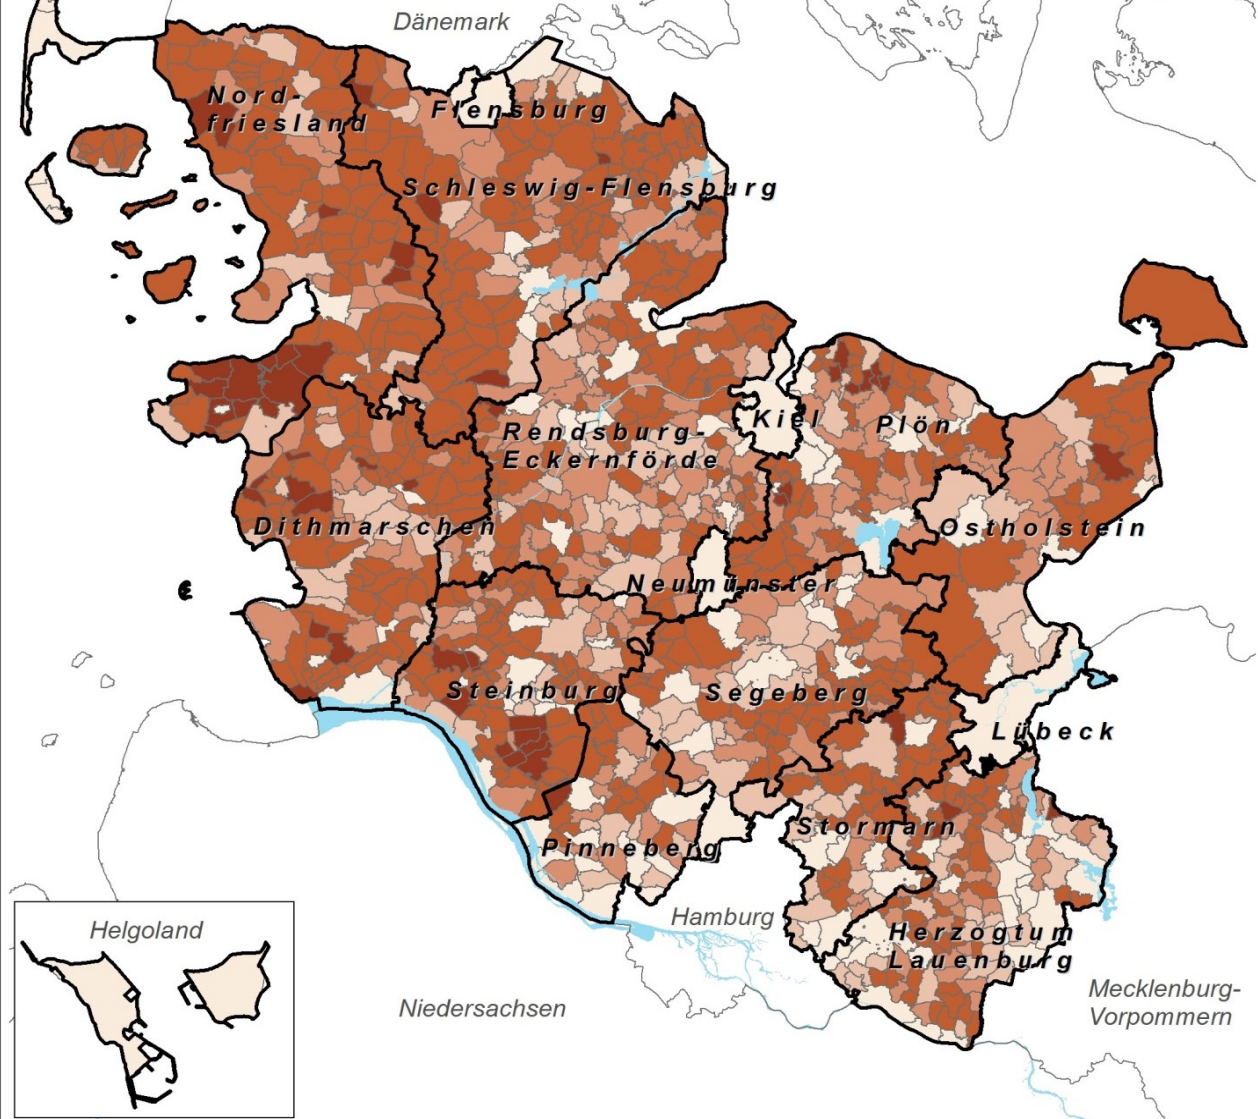 Dänemark
Nord-
friesland
Flensburg
Schleswig-Flensburg
Kiel
Plön
Rendsburg-
Eckernförde
Dithmarschen
Ostholstein
Neumünster
Steinburg
Segeberg
Lübeck
Stormarn
Pinneberg
Hamburg
Helgoland
Herzogtum
Lauenburg
Niedersachsen
Mecklenburg-
Vorpommern